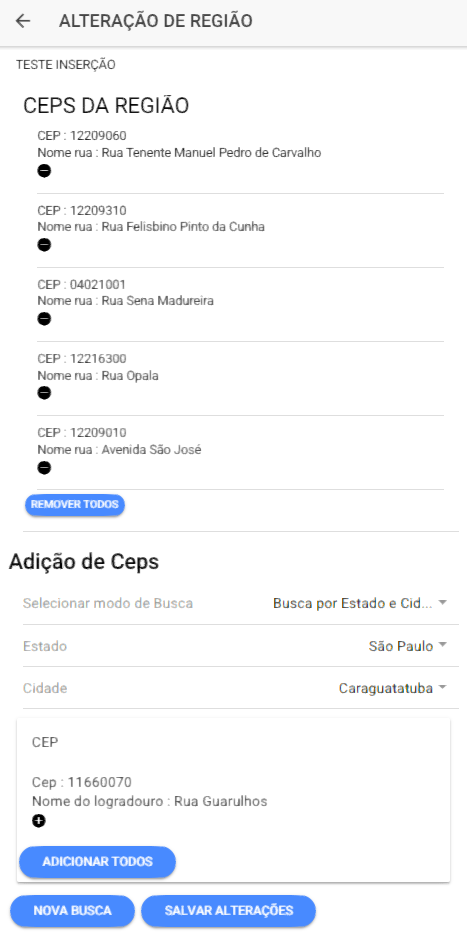 ALTERAÇÃO DE REGIÃO
TESTE INSERÇÃO
CEPS DA REGIÃO
CEP : 12209060
Nome rua : Rua Tenente Manuel Pedro de Carvalho
CEP : 12209310
Nome rua : Rua Felisbino Pinto da Cunha
CEP : 04021001
Nome rua : Rua Sena Madureira
CEP : 12216300
Nome rua : Rua Opala
CEP : 12209010
Nome rua : Avenida São José
REMOVER TODOS
Adição de Ceps
Selecionar modo de Busca Busca por Estado e Cid...
Estado São Paulo
Cidade Caraguatatuba
CEP
Cep : 11660070
Nome do logradouro : Rua Guarulhos
ADICIONAR TODOS
NOVA BUSCA SALVAR ALTERAÇÕES